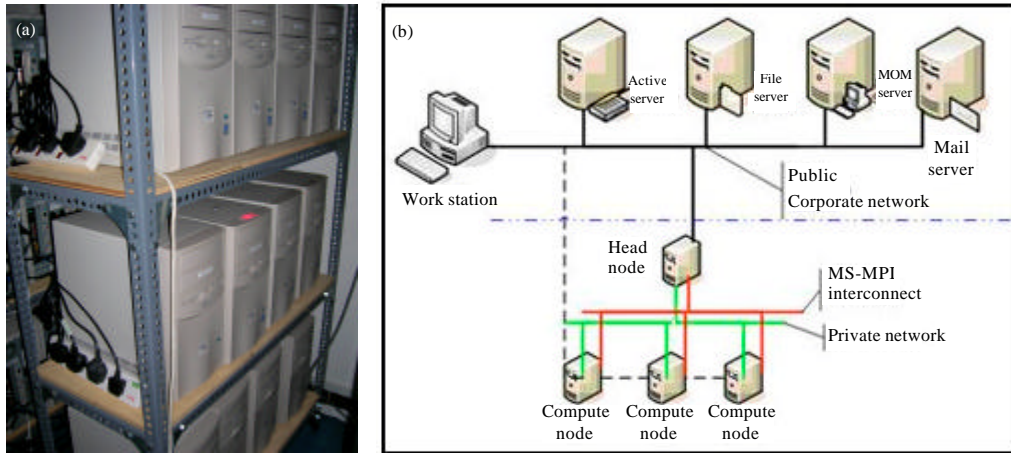 (a)
(b)
Active
server
File
server
MOM
server
Mail
server
Work station
Public
Corporate network
Head
node
MS-MPI
interconnect
Private network
Compute
node
Compute
node
Compute
node